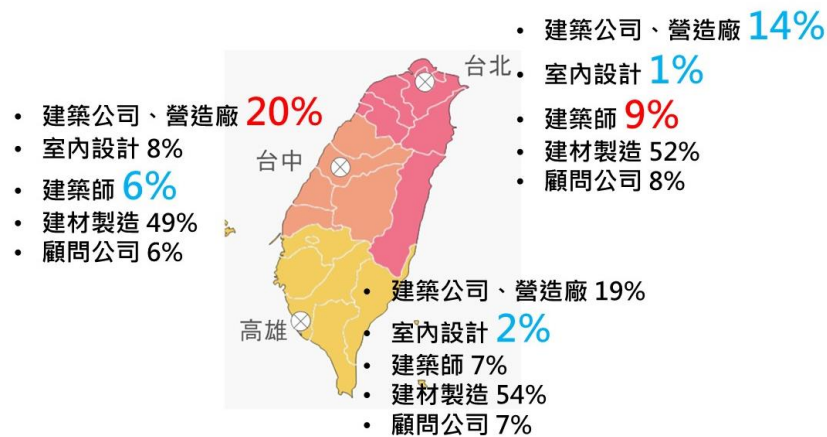 • 建築公司、營造廠 14%
• 室內設計 1%
• 建築師 9%
• 建材製造 52%
• 顧問公司 8%
台北
• 建築公司、營造廠 20%
• 室內設計 8%
• 建築師 6%
• 建材製造 49%
• 顧問公司 6%
台中
• 建築公司、營造廠 19%
• 室內設計 2%
• 建築師 7%
• 建材製造 54%
• 顧問公司 7%
高雄